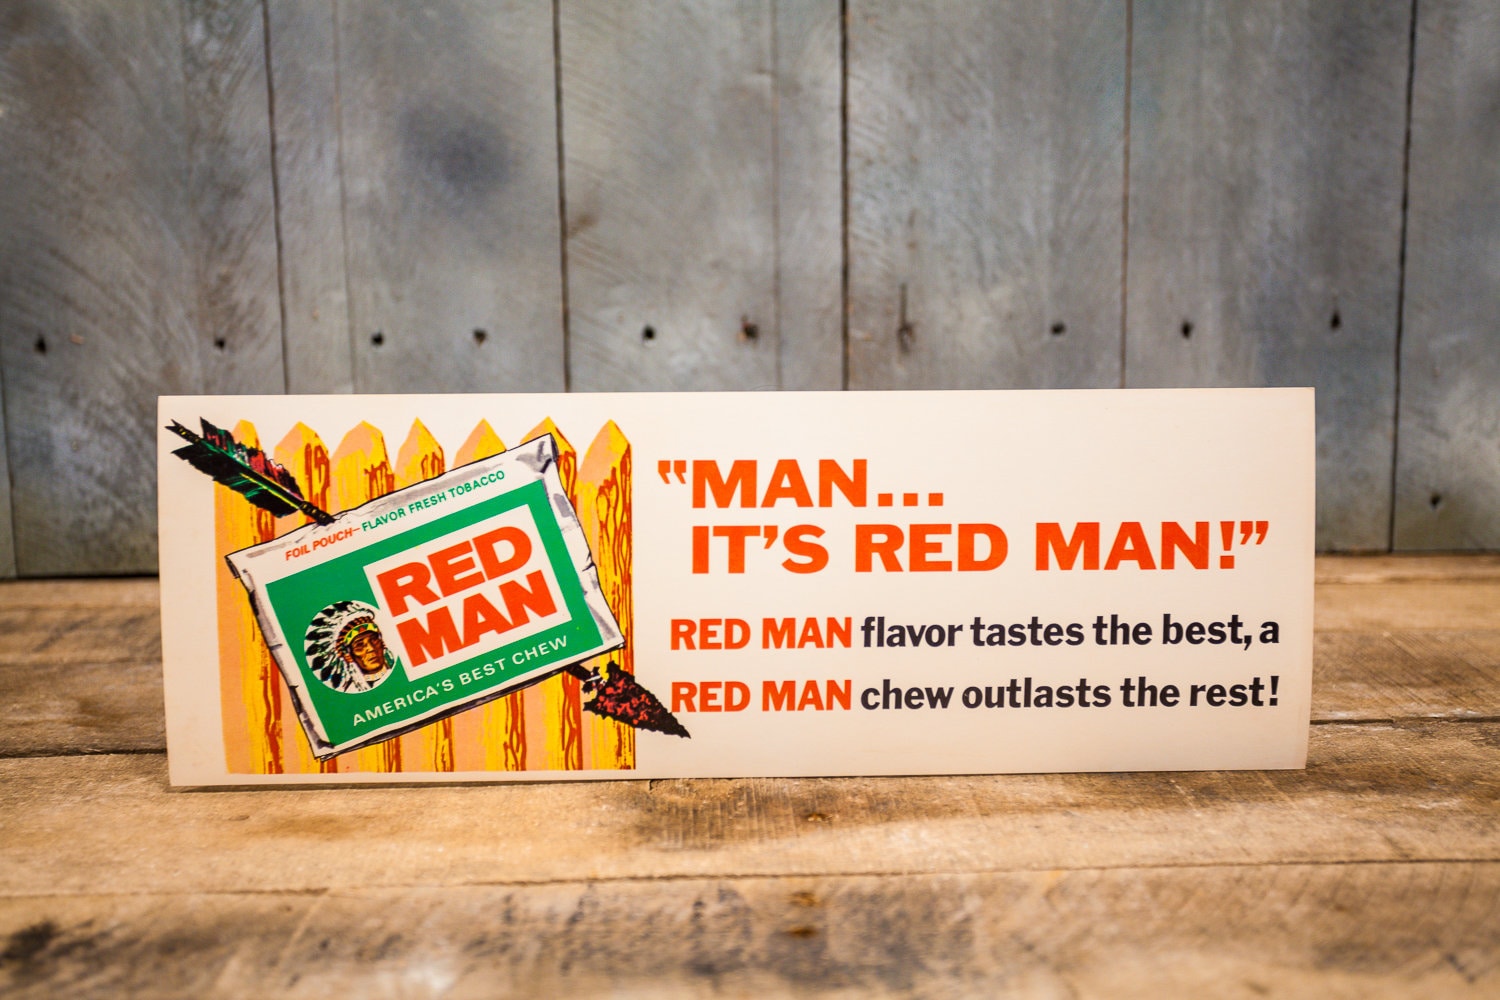 FOIL POUCH—FLAVOR FRESH TOBACCO
RED
MAN
AMERICA'S BEST CHEW
"MAN...
IT'S RED MAN!"
RED MAN flavor tastes the best, a
RED MAN chew outlasts the rest!